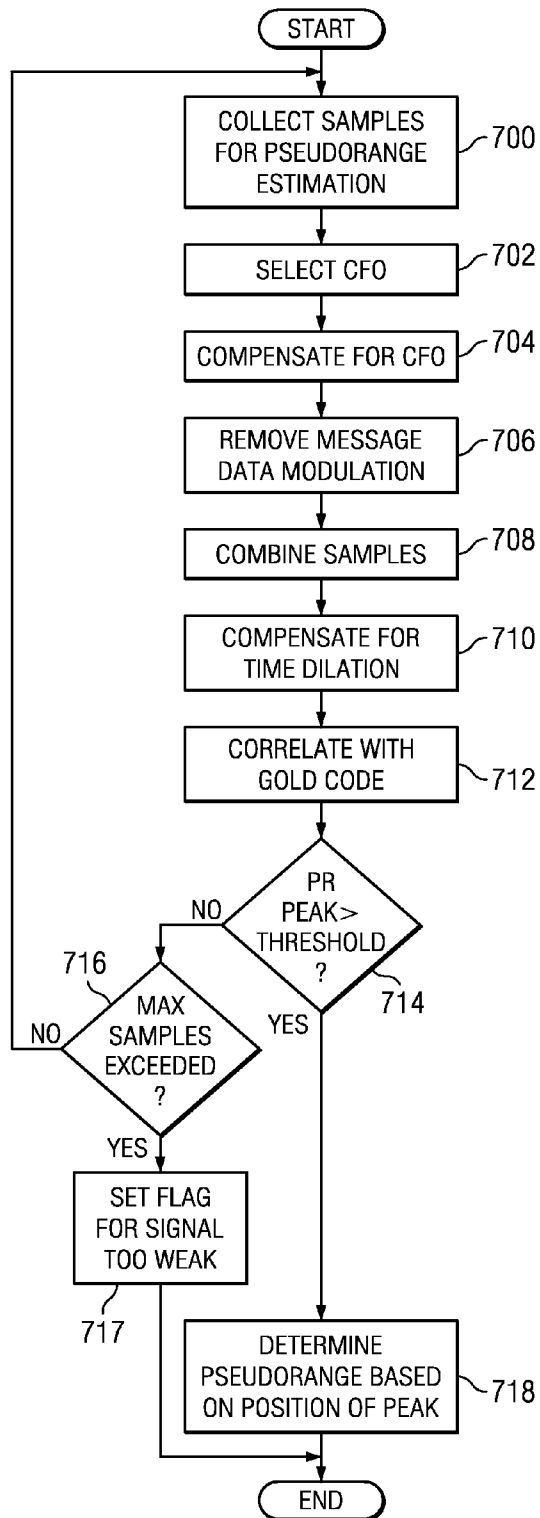 START
COLLECT SAMPLES
FOR PSEUDORANGE
ESTIMATION
700
SELECT CFO
702
COMPENSATE FOR CFO
704
REMOVE MESSAGE
DATA MODULATION
706
COMBINE SAMPLES
708
COMPENSATE FOR
TIME DILATION
710
CORRELATE WITH
GOLD CODE
712
PR
PEAK>
THRESHOLD
?
714
NO
YES
716
MAX
SAMPLES
EXCEEDED
?
NO
YES
SET FLAG
FOR SIGNAL
TOO WEAK
717
DETERMINE
PSEUDORANGE BASED
ON POSITION OF PEAK
718
END